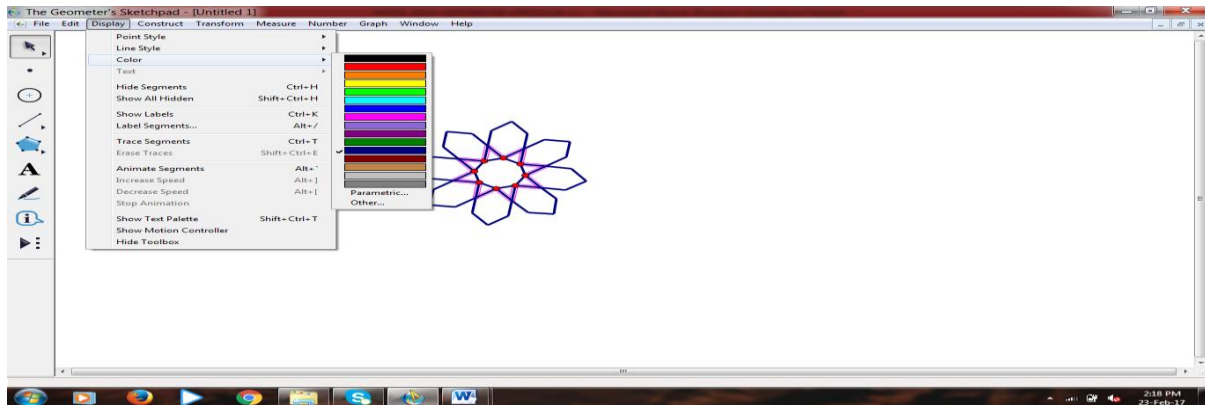 The Geometer's Sketchpad - [Untitled 1]
File Edit Display Construct Transform Measure Number Graph Window Help
Point Style
Line Style
Color
Text
Hide Segments Ctrl+H
Show All Hidden Shift+Ctrl+H
Show Labels Ctrl+K
Label Segments... Alt+/
Trace Segments Ctrl+T
Erase Traces Shift+Ctrl+E
Animate Segments Alt+`
Increase Speed Alt+]
Decrease Speed Alt+[
Stop Animation
Show Text Palette Shift+Ctrl+T
Show Motion Controller
Hide Toolbox
Parametric...
Other...
A
2:18 PM
23-Feb-17